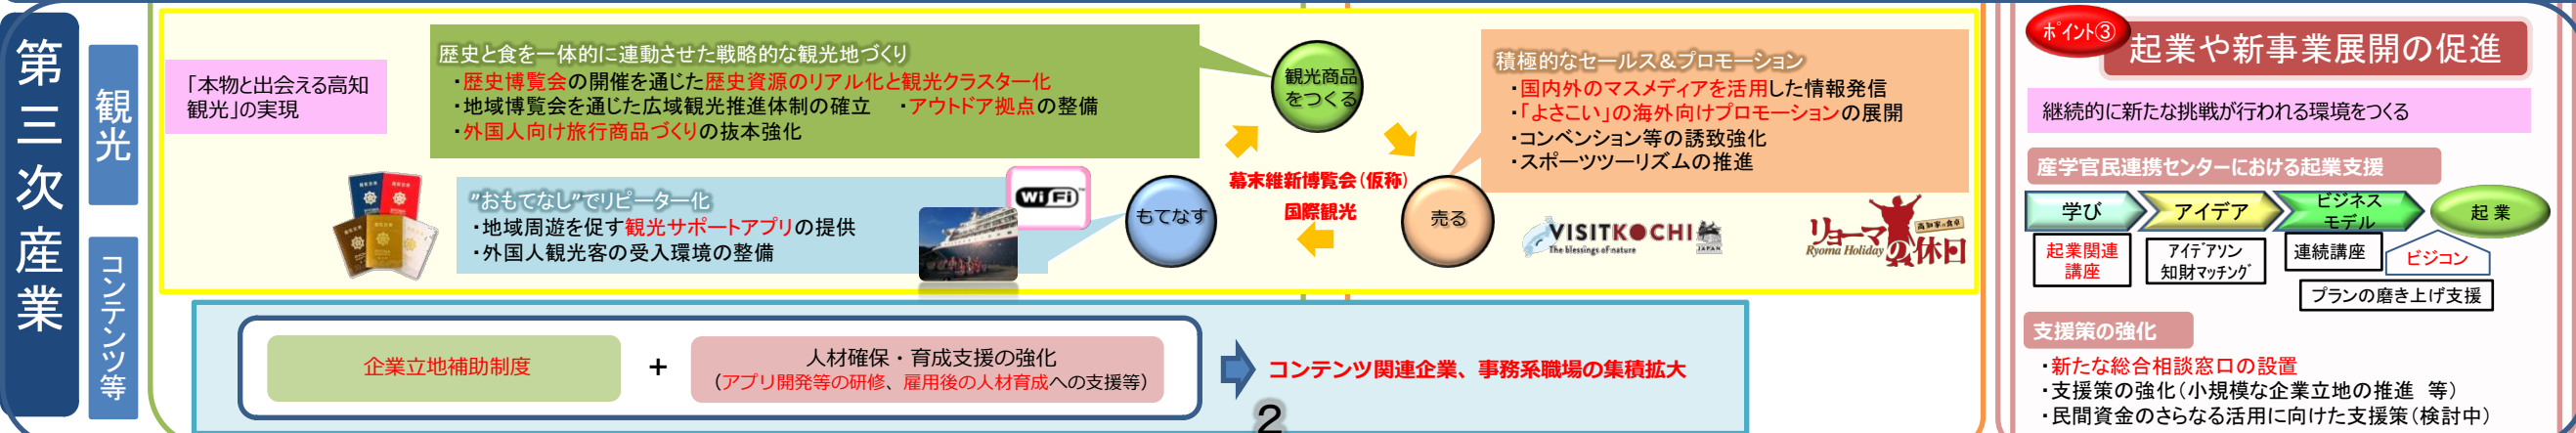 第三次産業
観光
コンテンツ等
「本物と出会える高知
観光」の実現
歴史と食を一体的に連動させた戦略的な観光地づくり
・歴史博覧会の開催を通じた歴史資源のリアル化と観光クラスター化
・地域博覧会を通じた広域観光推進体制の確立　・アウトドア拠点の整備
・外国人向け旅行商品づくりの抜本強化
観光商品
をつくる
積極的なセールス＆プロモーション
・国内外のマスメディアを活用した情報発信
・「よさこい」の海外向けプロモーションの展開
・コンベンション等の誘致強化
・スポーツツーリズムの推進
"おもてなし"でリピーター化
・地域周遊を促す観光サポートアプリの提供
・外国人観光客の受入環境の整備
Wi Fi
もてなす
幕末維新博覧会（仮称）
国際観光
売る
VISIT KOCHI
JAPAN
The blessings of nature
リョーマの休日
高知家の食卓
Ryoma Holiday
企業立地補助制度
＋
人材確保・育成支援の強化
（アプリ開発等の研修、雇用後の人材育成への支援等）
コンテンツ関連企業、事務系職場の集積拡大
2
ポイント③
起業や新事業展開の促進
継続的に新たな挑戦が行われる環境をつくる
産学官民連携センターにおける起業支援
学び
アイデア
ビジネス
モデル
起業
起業関連
講座
アイデアソン
知財マッチング
連続講座
ビジコン
プランの磨き上げ支援
支援策の強化
・新たな総合相談窓口の設置
・支援策の強化（小規模な企業立地の推進　等）
・民間資金のさらなる活用に向けた支援策（検討中）